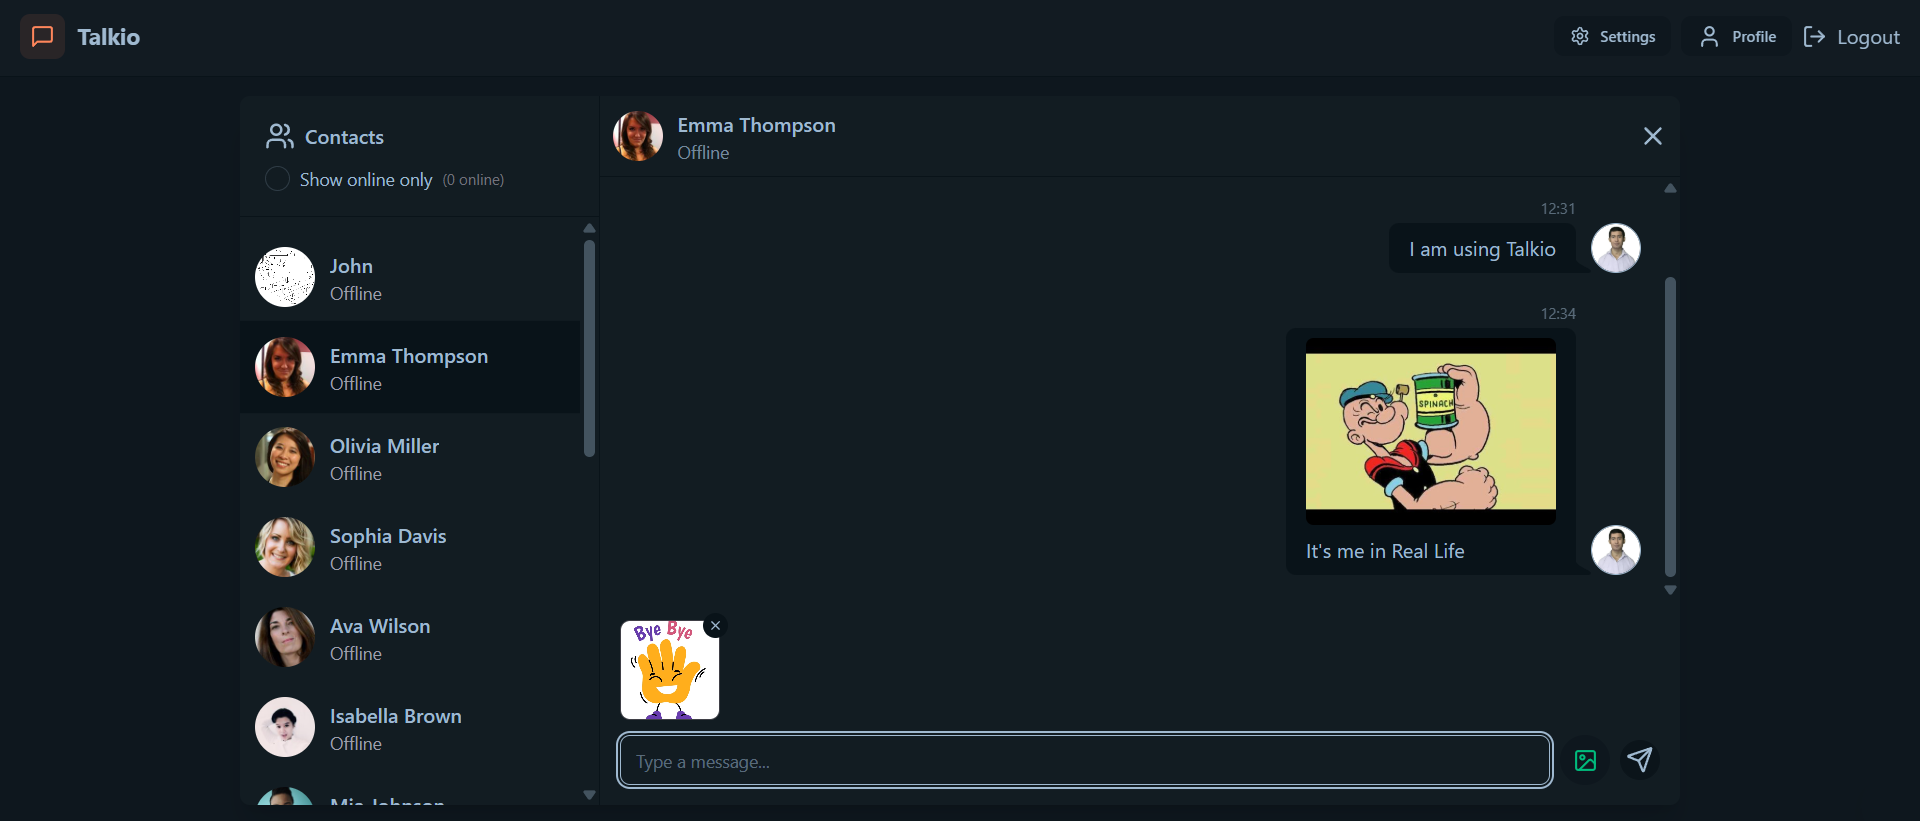 Talkio
Settings
Profile
Logout
Contacts
Show online only (0 online)
John
Offline
Emma Thompson
Offline
Olivia Miller
Offline
Sophia Davis
Offline
Ava Wilson
Offline
Isabella Brown
Offline
Mia Johnson
Emma Thompson
Offline
12:31
I am using Talkio
12:34
SPINACH
It's me in Real Life
Bye Bye
Type a message...